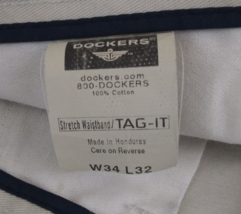 DOCKERS
dockers.com
800-DOCKERS
100% Cotton
Stretch Waistband/TAG-IT
Made in Honduras
Care on Reverse
W34 L32